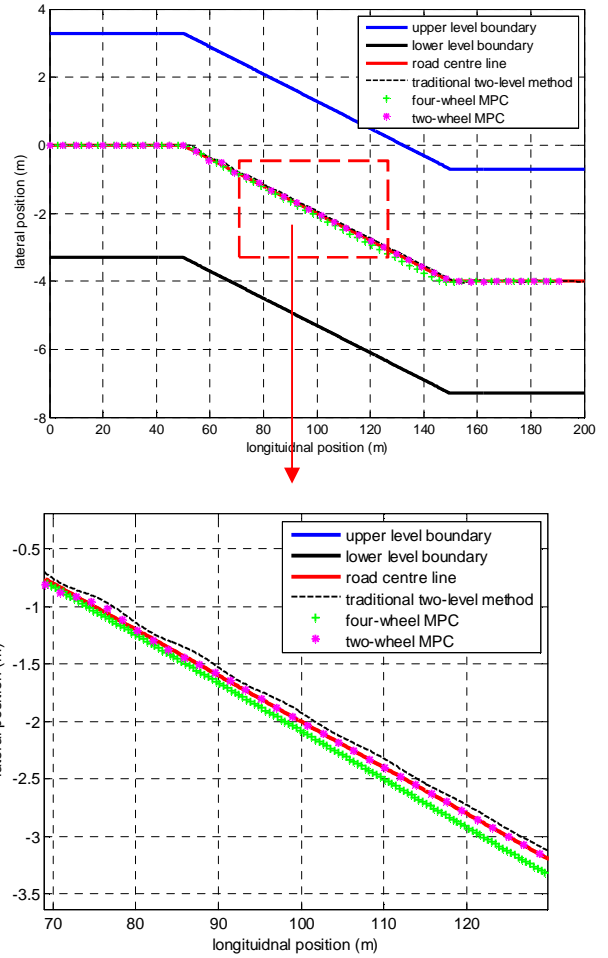 4
2
0
-2
-4
-6
-8
lateral position (m)
0 20 40 60 80 100 120 140 160 180 200
longituidnal position (m)
upper level boundary
lower level boundary
road centre line
traditional two-level method
four-wheel MPC
two-wheel MPC
-0.5
-1
-1.5
-2
-2.5
-3
-3.5
lateral position (m)
70 80 90 100 110 120
longituidnal position (m)
upper level boundary
lower level boundary
road centre line
traditional two-level method
four-wheel MPC
two-wheel MPC